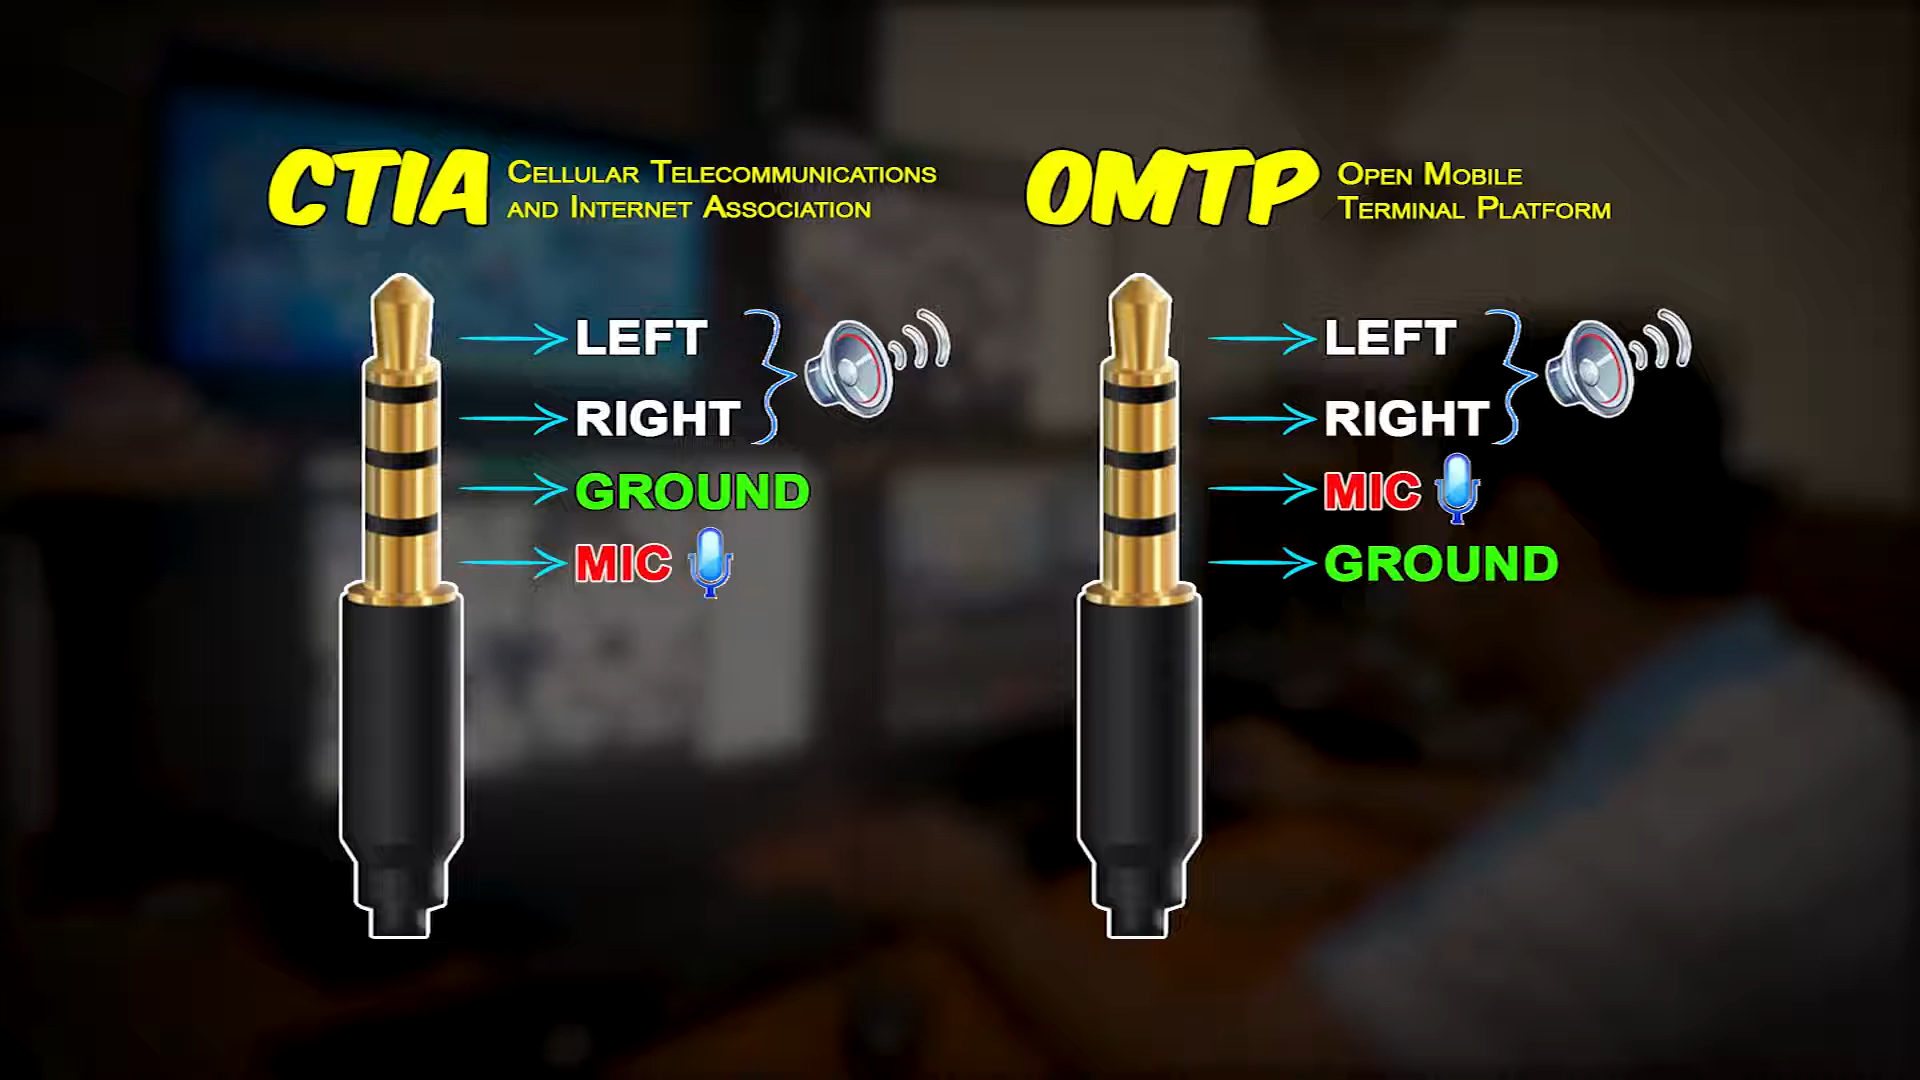 CTIA
Cellular Telecommunications
and Internet Association
LEFT
RIGHT
GROUND
MIC
OMTP
Open Mobile
Terminal Platform
LEFT
RIGHT
MIC
GROUND